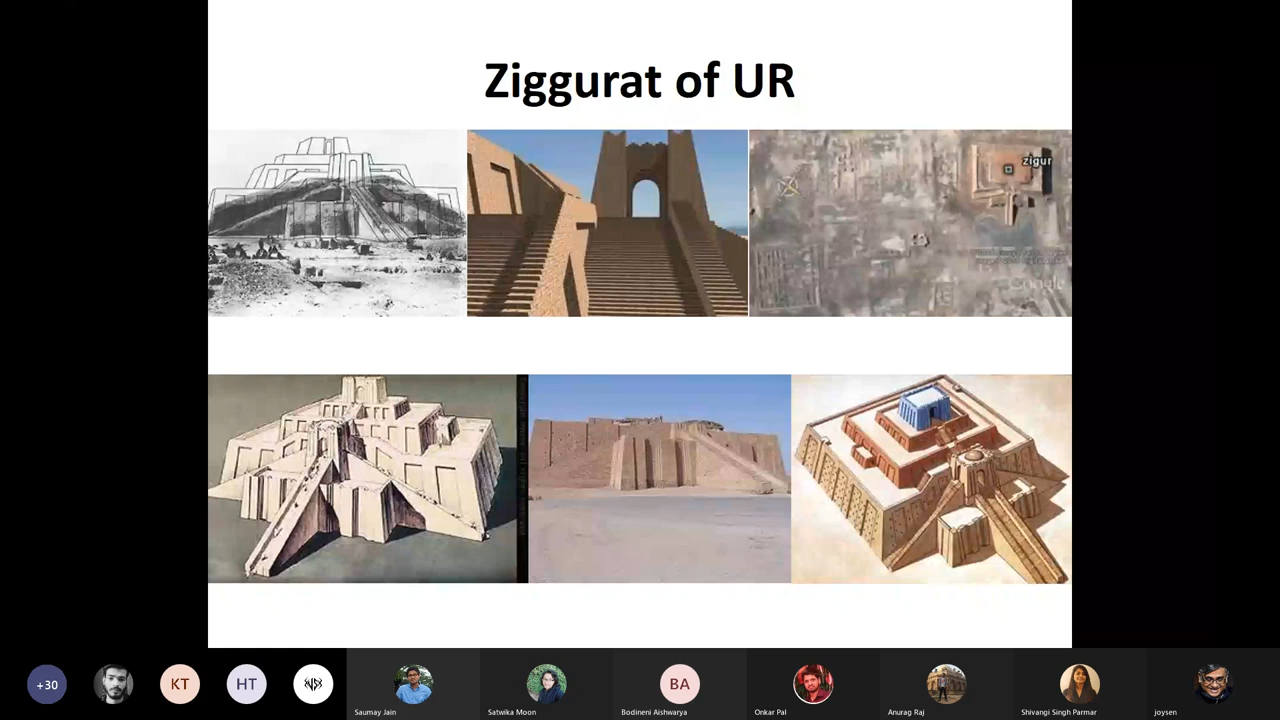 Ziggurat of UR
zigur
Google
+30
KT
HT
BA
Saumay Jain
Satwika Moon
Bodineni Aishwarya
Onkar Pal
Anurag Raj
Shivangi Singh Parmar
joysen